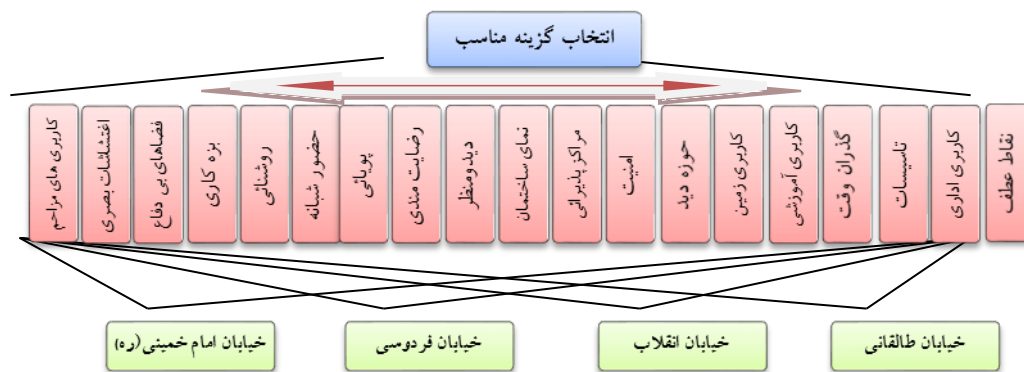 انتخاب گزینه مناسب
نقاط عطف
کاربری اداری
تاسیسات
گذران وقت
کاربری آموزشی
کاربری زمین
حوزه دید
امنیت
مراکز پذیرائی
نمای ساختمان
دیدومنظر
رضایت مندی
پویائی
حضور شبانه
روشنائی
بزه کاری
فضاهای بی دفاع
اغتشاشات بصری
کاربری های مزاحم
خیابان طالقانی
خیابان انقلاب
خیابان فردوسی
خیابان امام خمینی(ره)